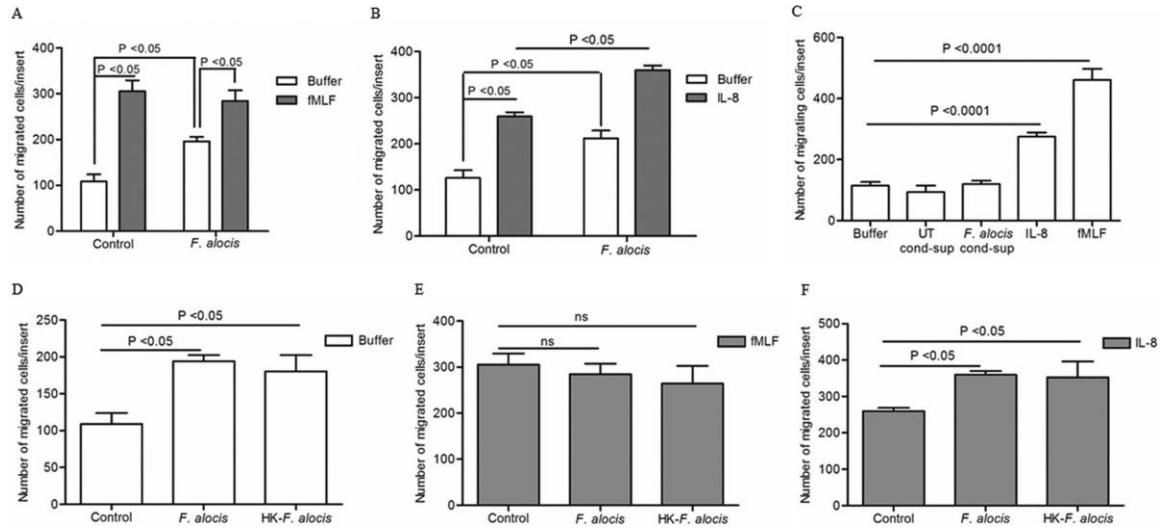 A
Number of migrated cells/insert
400
300
200
100
0
P <0.05
P <0.05
P <0.05
Buffer
fMLF
Control
F. alocis
B
Number of migrated cells/insert
400
300
200
100
0
P <0.05
P <0.05
P <0.05
Buffer
IL-8
Control
F. alocis
C
Number of migrating cells/insert
600
400
200
0
P <0.0001
P <0.0001
Buffer
UT
cond-sup
F. alocis
cond-sup
IL-8
fMLF
D
Number of migrated cells/insert
250
200
150
100
50
0
P <0.05
P <0.05
Buffer
Control
F. alocis
HK-F. alocis
E
Number of migrated cells/insert
400
300
200
100
0
ns
ns
fMLF
Control
F. alocis
HK-F. alocis
F
Number of migrated cells/insert
500
400
300
200
100
0
P <0.05
P <0.05
IL-8
Control
F. alocis
HK-F. alocis